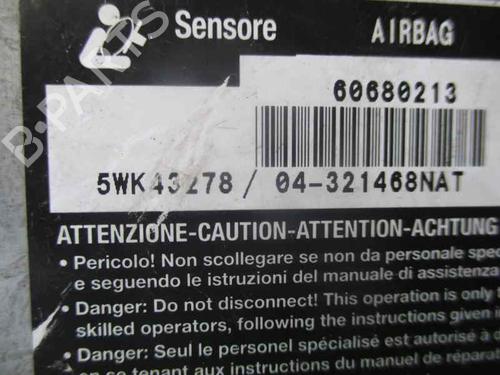 Sensore AIRBAG
60680213
5WK43278 / 04-321468NAT
ATTENZIONE-CAUTION-ATTENTION-ACHTUNG
• Pericolo! Non scollegare se non da personale spec
e seguendo le istruzioni del manuale di assistenza
• Danger: Do not disconnect! This operation is only
skilled operators, following the instructions given
• Danger: Seul le personel spécialisé est autorisé à
en se tenant aux instructions du manuel de répara
B-PARTS